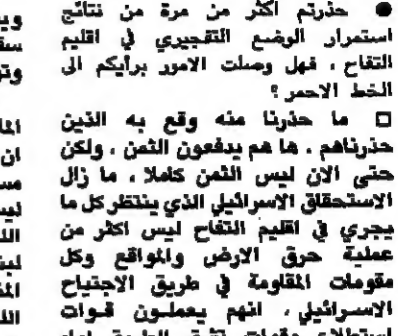 ● حذرتم اكثر من مرة من نتائج
استمرار الوضع التفجيري في اقليم
التفاح ، فهل وصلت الامور برأيكم الى
الخط الاحمر ؟
□ ما حذرنا منه وقع به الذين
حذرناهم . ها هم يدفعون الثمن ، ولكن
حتى الان ليس الثمن كاملا ، ما زال
الاستحقاق الاسرائيلي الذي ينتظر كل ما
يجري في اقليم التفاح ليس اكثر من
عملية حرق الارض والمواقع وكل
مقومات المقاومة في طريق الاجتياح
الاسرائيلي . انهم يعملون قوات